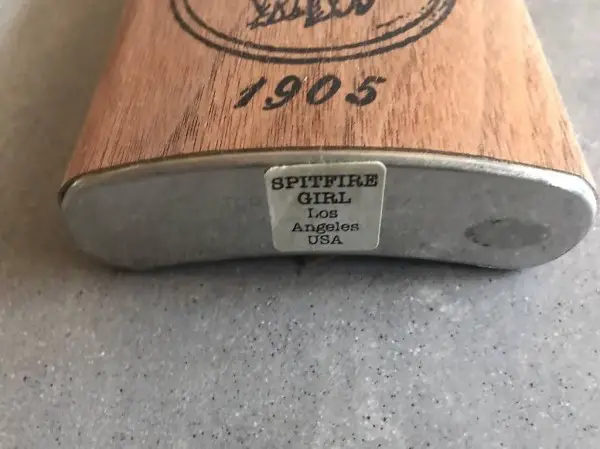 1905
SPITFIRE
GIRL
Los
Angeles
USA